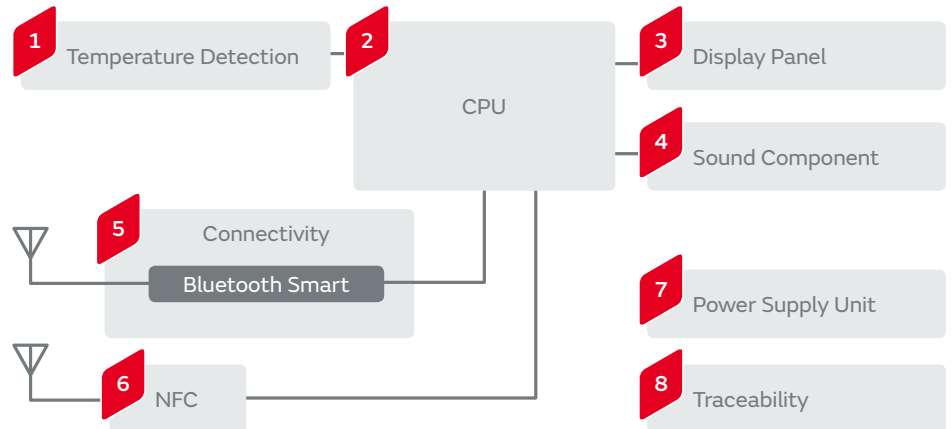 1
Temperature Detection
2
CPU
3
Display Panel
4
Sound Component
5
Connectivity
Bluetooth Smart
6
NFC
7
Power Supply Unit
8
Traceability